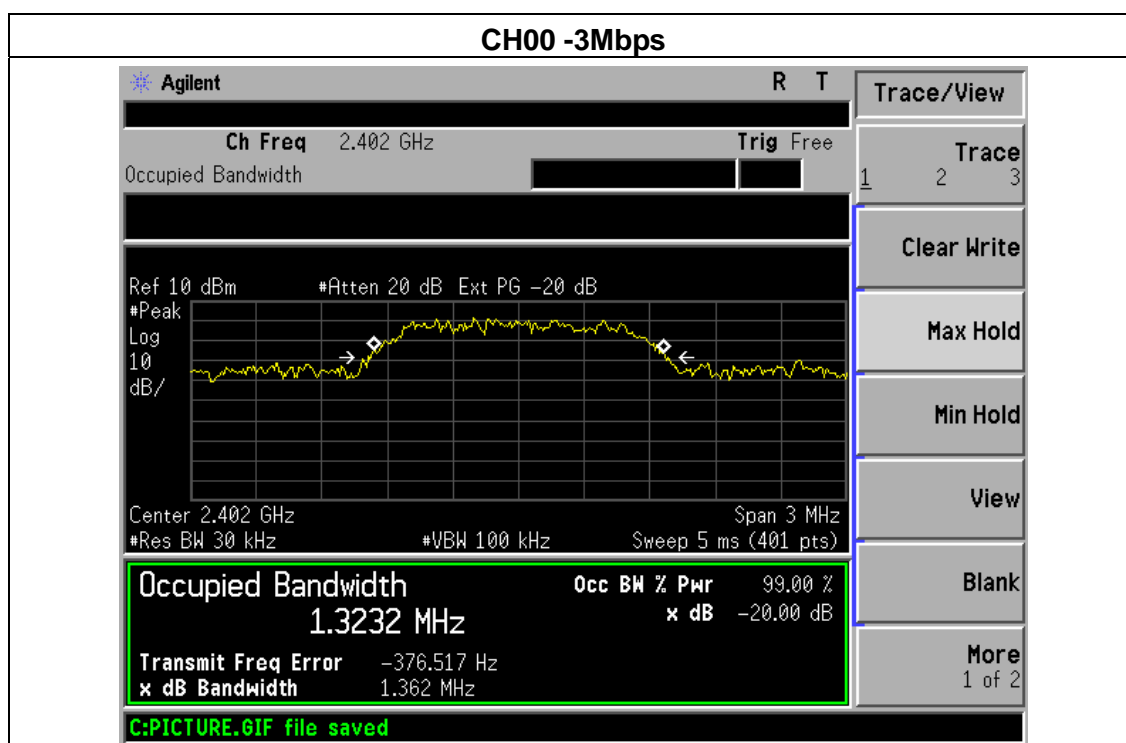 CH00 -3Mbps
Agilent R T
Ch Freq 2.402 GHz Trig Free
Occupied Bandwidth
Ref 10 dBm #Atten 20 dB Ext PG -20 dB
#Peak
Log
10
dB/
Center 2.402 GHz Span 3 MHz
#Res BW 30 kHz #VBW 100 kHz Sweep 5 ms (401 pts)
Occupied Bandwidth Occ BW % Pwr 99.00 %
1.3232 MHz x dB -20.00 dB
Transmit Freq Error -376.517 Hz
x dB Bandwidth 1.362 MHz
C:PICTURE.GIF file saved
Trace/View
Trace
1 2 3
Clear Write
Max Hold
Min Hold
View
Blank
More
1 of 2